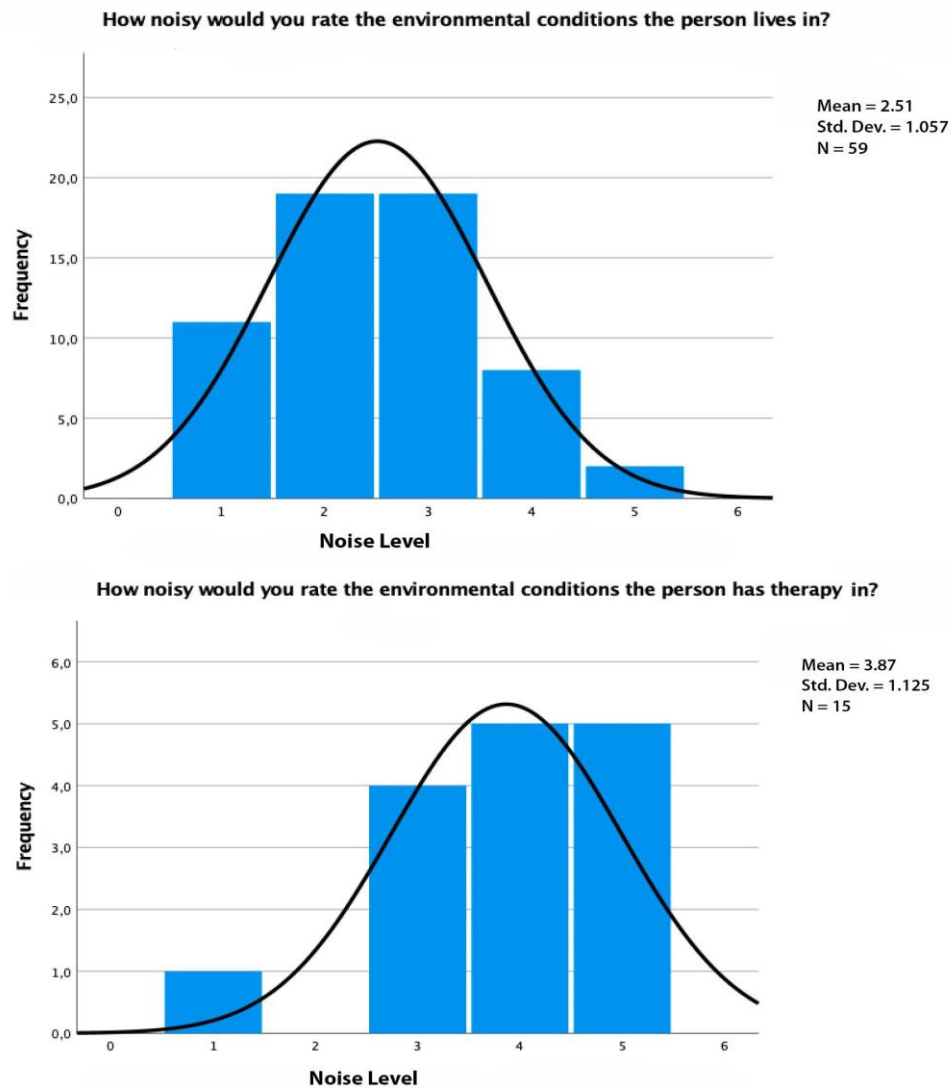 How noisy would you rate the environmental conditions the person lives in?
Mean = 2.51
Std. Dev. = 1.057
N = 59
25,0
20,0
15,0
10,0
5,0
0,0
Frequency
0 1 2 3 4 5 6
Noise Level
How noisy would you rate the environmental conditions the person has therapy in?
Mean = 3.87
Std. Dev. = 1.125
N = 15
6,0
5,0
4,0
3,0
2,0
1,0
0,0
Frequency
0 1 2 3 4 5 6
Noise Level